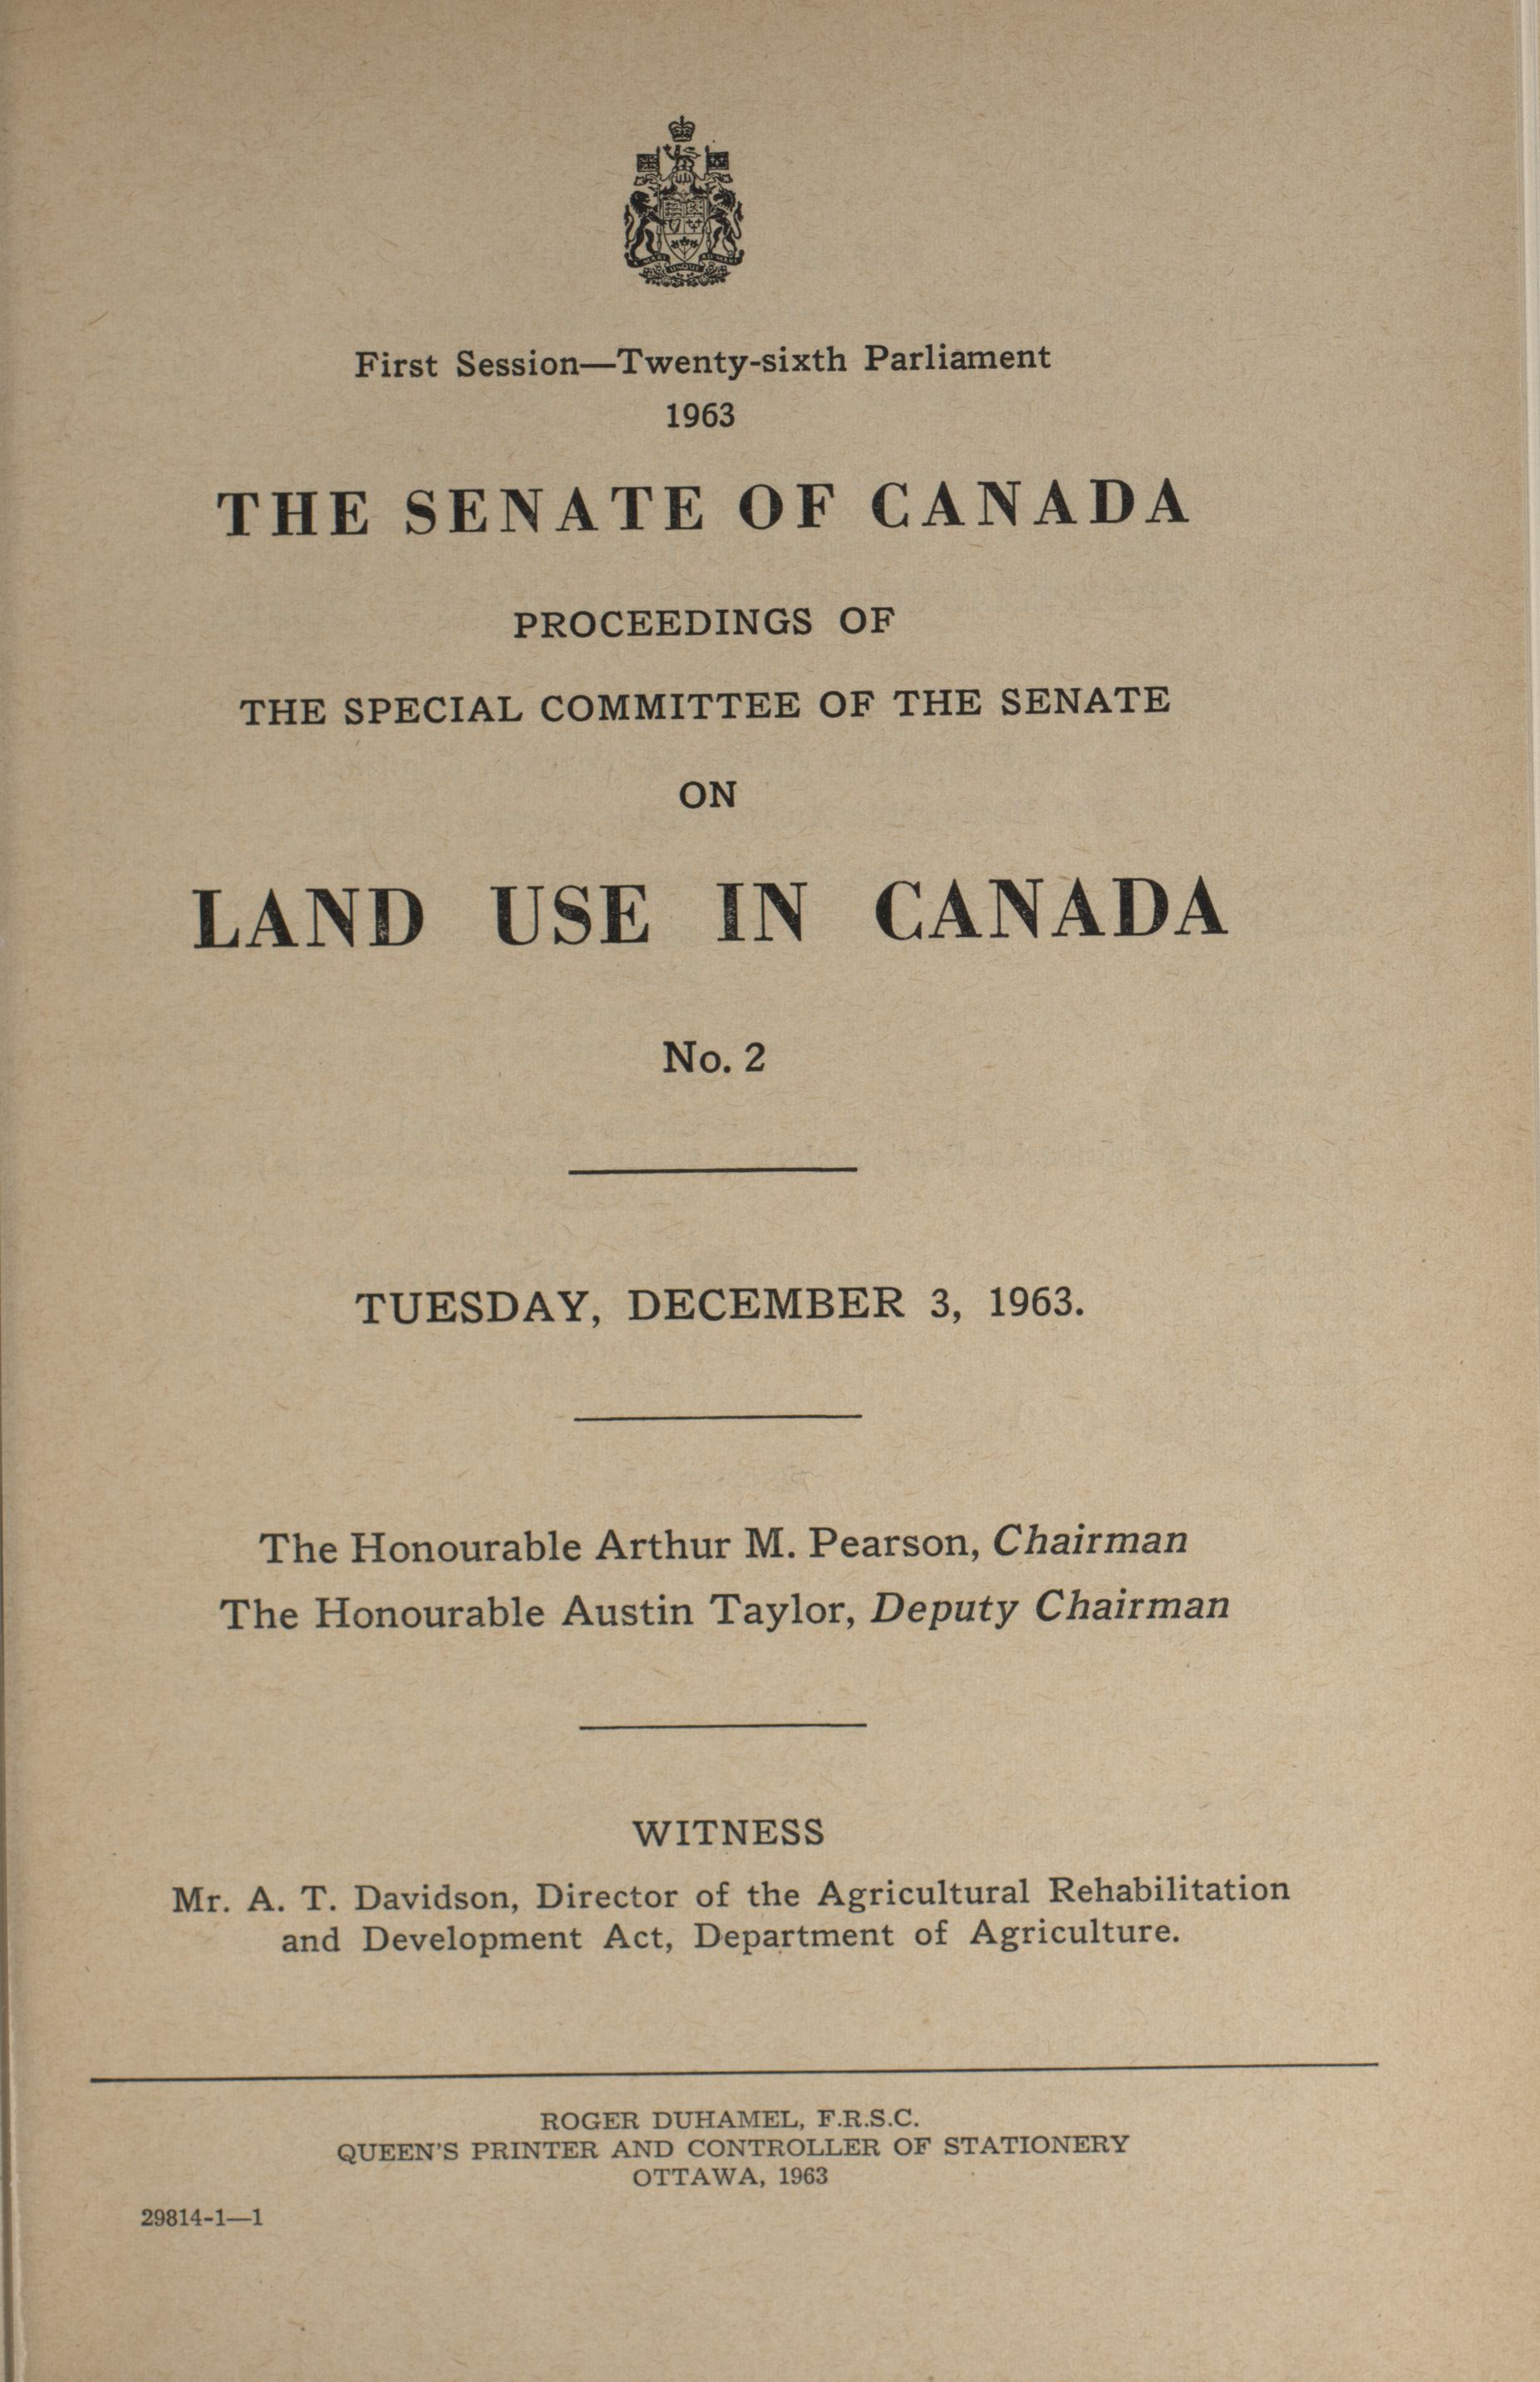 First Session—Twenty-sixth Parliament
1963
THE SENATE OF CANADA
PROCEEDINGS OF
THE SPECIAL COMMITTEE OF THE SENATE
ON
LAND USE IN CANADA
No. 2
TUESDAY, DECEMBER 3, 1963.
The Honourable Arthur M. Pearson, Chairman
The Honourable Austin Taylor, Deputy Chairman
WITNESS
Mr. A. T. Davidson, Director of the Agricultural Rehabilitation
and Development Act, Department of Agriculture.
ROGER DUHAMEL, F.R.S.C.
QUEEN'S PRINTER AND CONTROLLER OF STATIONERY
OTTAWA, 1963
29814-1—1